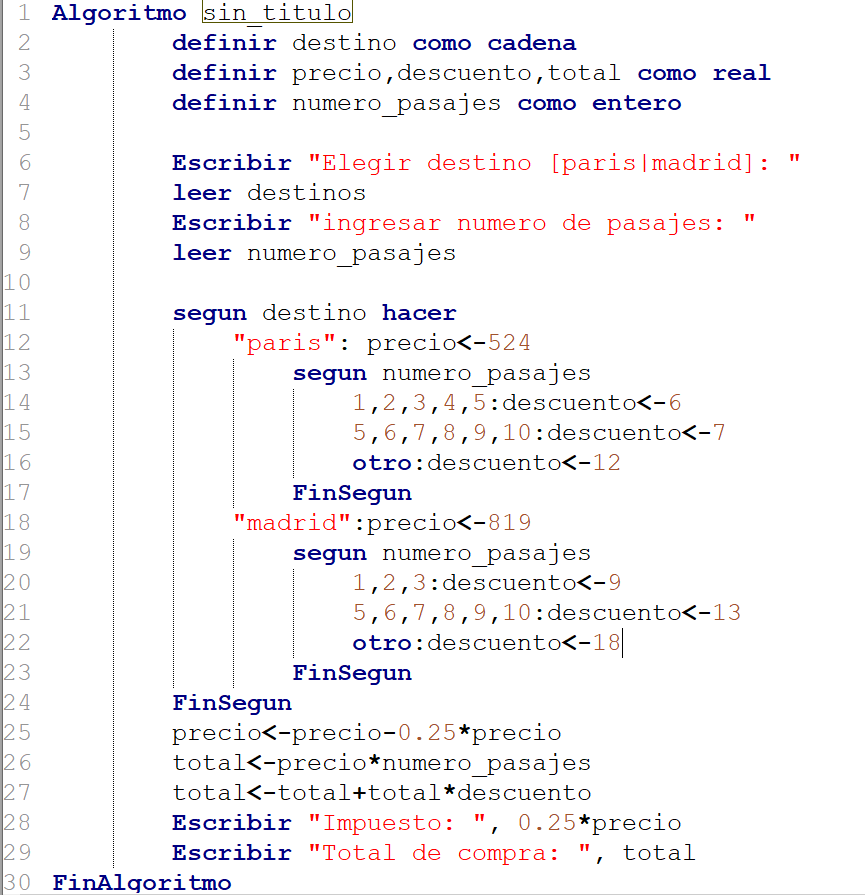 1 Algoritmo sin_titulo
2 definir destino como cadena
3 definir precio,descuento,total como real
4 definir numero_pasajes como entero
5
6 Escribir "Elegir destino [paris|madrid]: "
7 leer destinos
8 Escribir "ingresar numero de pasajes: "
9 leer numero_pasajes
10
11 segun destino hacer
12 "paris": precio<-524
13 segun numero_pasajes
14 1,2,3,4,5:descuento<-6
15 5,6,7,8,9,10:descuento<-7
16 otro:descuento<-12
17 FinSegun
18 "madrid":precio<-819
19 segun numero_pasajes
20 1,2,3:descuento<-9
21 5,6,7,8,9,10:descuento<-13
22 otro:descuento<-18
23 FinSegun
24 FinSegun
25 precio<-precio-0.25*precio
26 total<-precio*numero_pasajes
27 total<-total+total*descuento
28 Escribir "Impuesto: ", 0.25*precio
29 Escribir "Total de compra: ", total
30 FinAlgoritmo